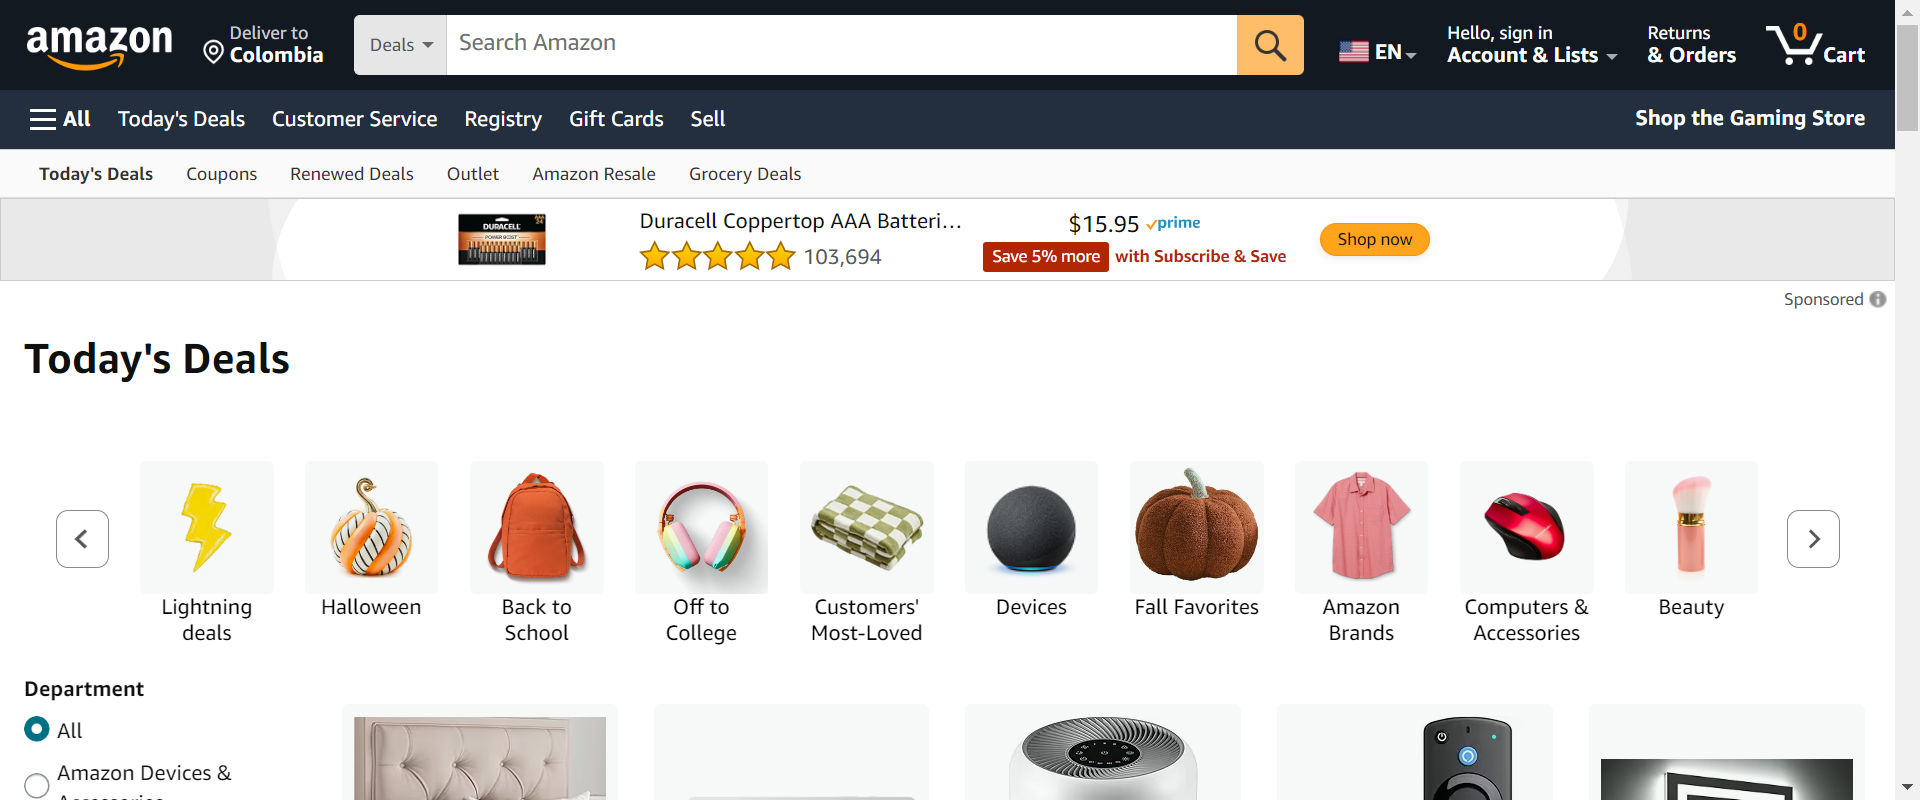 amazon
Deliver to
Colombia
Deals
Search Amazon
EN
Hello, sign in
Account & Lists
Returns
& Orders
0
Cart
All
Today's Deals
Customer Service
Registry
Gift Cards
Sell
Shop the Gaming Store
Today's Deals
Coupons
Renewed Deals
Outlet
Amazon Resale
Grocery Deals
DURACELL
POWER BOOST
AAA
24
Duracell Coppertop AAA Batteri…
103,694
$15.95
prime
Save 5% more
with Subscribe & Save
Shop now
Sponsored
Today's Deals
Lightning
deals
Halloween
Back to
School
Off to
College
Customers'
Most-Loved
Devices
Fall Favorites
Amazon
Brands
Computers &
Accessories
Beauty
Department
All
Amazon Devices &